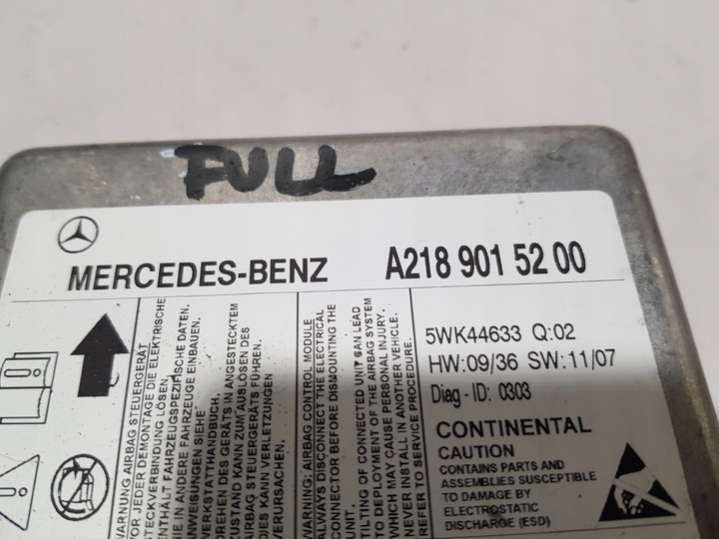 FULL
MERCEDES-BENZ A218 901 52 00
WARNUNG AIRBAG STEUERGERÄT
VOR JEDER DEMONTAGE DIE ELEKTRISCHE
STECKVERBINDUNG LÖSEN.
ENTHÄLT FAHRZEUGSPEZIFISCHE DATEN.
NIE IN ANDERE FAHRZEUGE EINBAUEN.
ANWEISUNGEN SIEHE
WERKSTATTHANDBUCH.
DREHEN DES GERÄTS IN ANGESTECKTEM
ZUSTAND KANN ZUM AUSLÖSEN DES
AIRBAG STEUERGERÄTS FÜHREN.
DIES KANN ZU VERLETZUNGEN
WARNING: AIRBAG CONTROL MODULE
ALWAYS DISCONNECT THE ELECTRICAL
CONNECTOR BEFORE DISMOUNTING THE
UNIT.
TILTING OF CONNECTED UNIT CAN LEAD
TO DEPLOYMENT OF THE AIRBAG SYSTEM
WHICH MAY CAUSE PERSONAL INJURY.
NEVER INSTALL IN ANOTHER VEHICLE.
REFER TO SERVICE PROCEDURE.
5WK44633 Q:02
HW:09/36 SW:11/07
Diag-ID: 0303
CONTINENTAL
CAUTION
CONTAINS PARTS AND
ASSEMBLIES SUSCEPTIBLE
TO DAMAGE BY
ELECTROSTATIC
DISCHARGE (ESD)